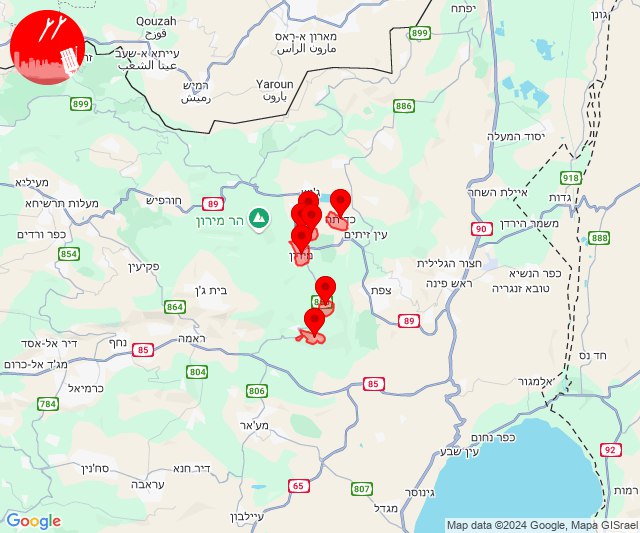 Qouzah
قوزح
מארון א-ראס
مارون الرأس
יפתח
גונן
עייתא א-שעב
عيتا الشعب
899
רמיש
رميش
Yaroun
يارون
899
886
יסוד המעלה
918
מעיליא
מעלות תרשיחא
חורפיש
89
הר מירון
עין זיתים
איילת השחר
גדות
90
משמר הירדן
כפר ורדים
854
מירון
888
פקיעין
חצור הגלילית
כפר הנשיא
ראש פינה
טובא זנגריה
בית ג'ן
צפת
864
89
ראמה
נחף
דיר אל-אסד
85
מג'ד אל-כרום
חד נס
804
85
אלמגור
כרמיאל
806
784
מע'אר
כפר נחום
עין שבע
92
סח'נין
דיר חנא
עראבה
65
807
גינוסר
רמות
מגדל
עיילבון
Google
Map data ©2024 Google, Mapa GISrael